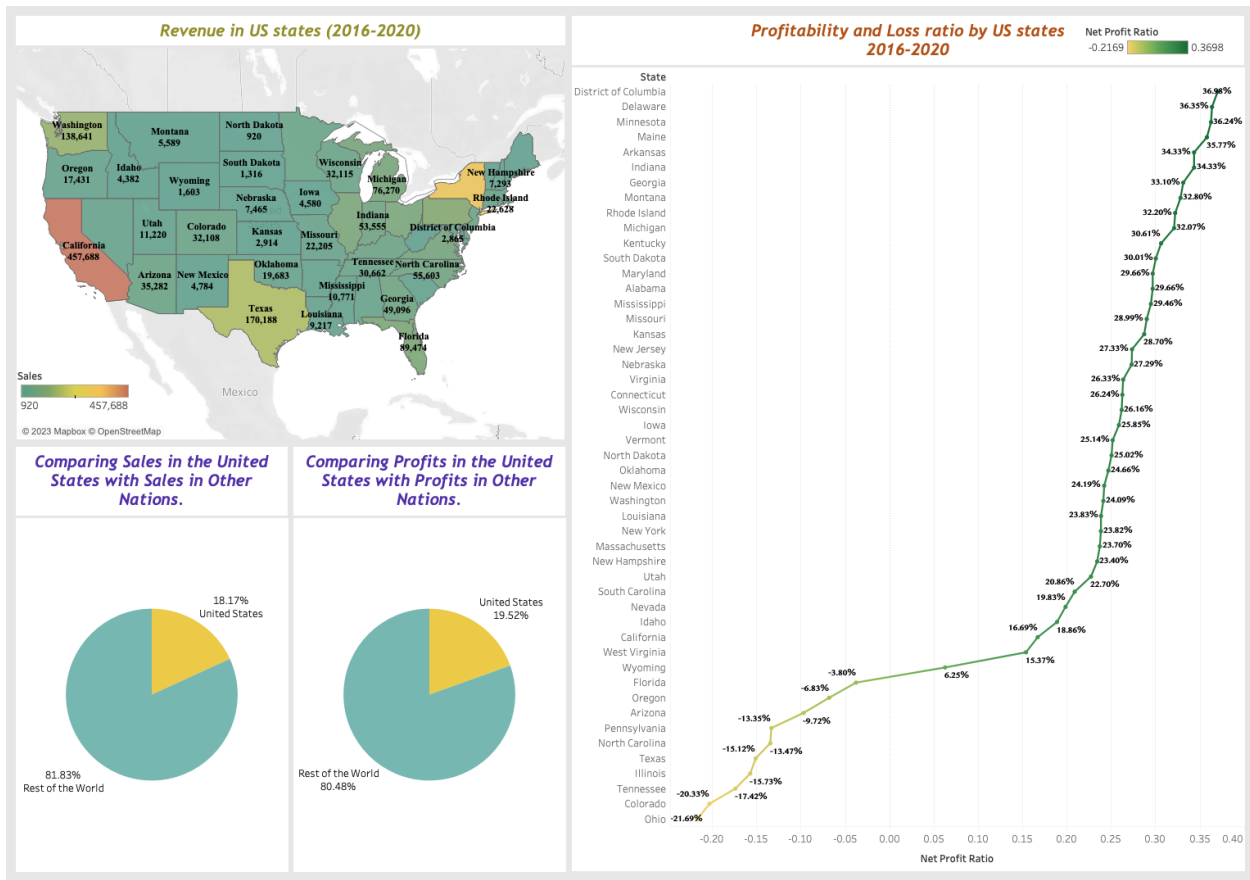 Revenue in US states (2016-2020)
Washington
138,641
Montana
5,589
North Dakota
920
Oregon
17,431
Idaho
4,382
Wyoming
1,603
South Dakota
1,316
Wisconsin
32,115
Michigan
76,270
New Hampshire
7,293
Rhode Island
22,628
Nebraska
7,465
Iowa
4,580
Utah
11,220
Colorado
32,108
Kansas
2,914
Missouri
22,205
Indiana
53,555
District of Columbia
2,865
California
457,688
Arizona
35,282
New Mexico
4,784
Oklahoma
19,683
Tennessee
30,662
North Carolina
55,603
Mississippi
10,771
Georgia
49,096
Texas
170,188
Louisiana
9,217
Florida
89,474
Mexico
Sales
920
457,688
© 2023 Mapbox © OpenStreetMap
Comparing Sales in the United
States with Sales in Other
Nations.
18.17%
United States
81.83%
Rest of the World
Comparing Profits in the United
States with Profits in Other
Nations.
United States
19.52%
Rest of the World
80.48%
Profitability and Loss ratio by US states
2016-2020
Net Profit Ratio
-0.2169
0.3698
State
District of Columbia 36.98%
Delaware 36.35%
Minnesota 36.24%
Maine 35.77%
Arkansas 34.33%
Indiana 34.33%
Georgia 33.10%
Montana 32.80%
Rhode Island 32.20%
Michigan 32.07%
Kentucky 30.61%
South Dakota 30.01%
Maryland 29.66%
Alabama 29.66%
Mississippi 29.46%
Missouri 28.99%
Kansas 28.70%
New Jersey 27.33%
Nebraska 27.29%
Virginia 26.33%
Connecticut 26.24%
Wisconsin 26.16%
Iowa 25.85%
Vermont 25.14%
North Dakota 25.02%
Oklahoma 24.66%
New Mexico 24.19%
Washington 24.09%
Louisiana 23.83%
New York 23.82%
Massachusetts 23.70%
New Hampshire 23.40%
Utah 22.70%
South Carolina 20.86%
Nevada 19.83%
Idaho 18.86%
California 16.69%
West Virginia 15.37%
Wyoming 6.25%
Florida -3.80%
Oregon -6.83%
Arizona -9.72%
Pennsylvania -13.35%
North Carolina -13.47%
Texas -15.12%
Illinois -15.73%
Tennessee -17.42%
Colorado -20.33%
Ohio -21.69%
-0.20 -0.15 -0.10 -0.05 0.00 0.05 0.10 0.15 0.20 0.25 0.30 0.35 0.40
Net Profit Ratio